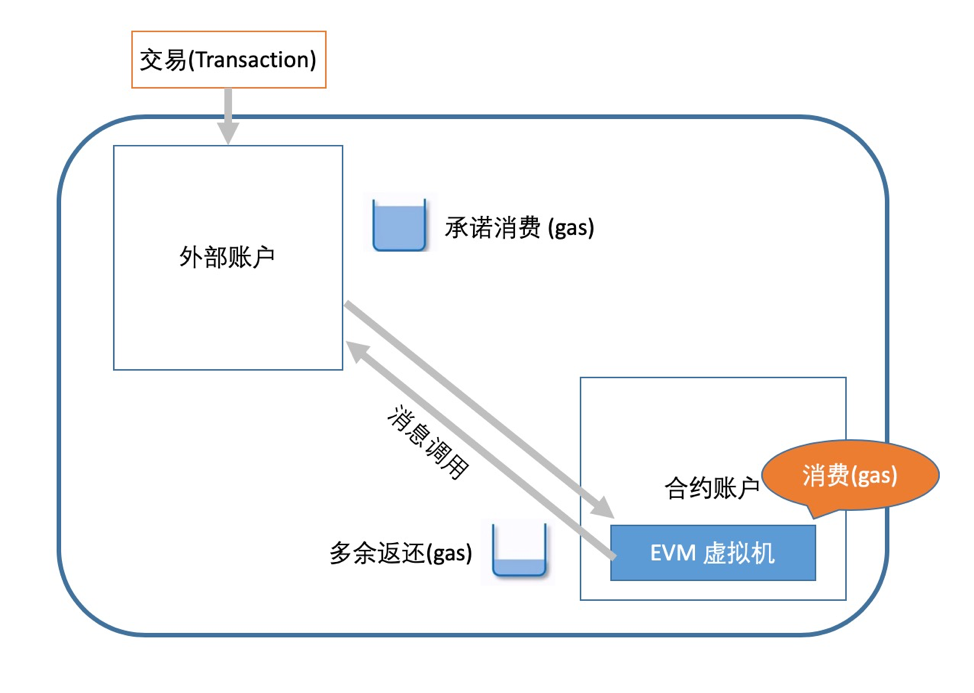 交易(Transaction)
外部账户
承诺消费 (gas)
消息调用
合约账户
消费(gas)
多余返还(gas)
EVM 虚拟机